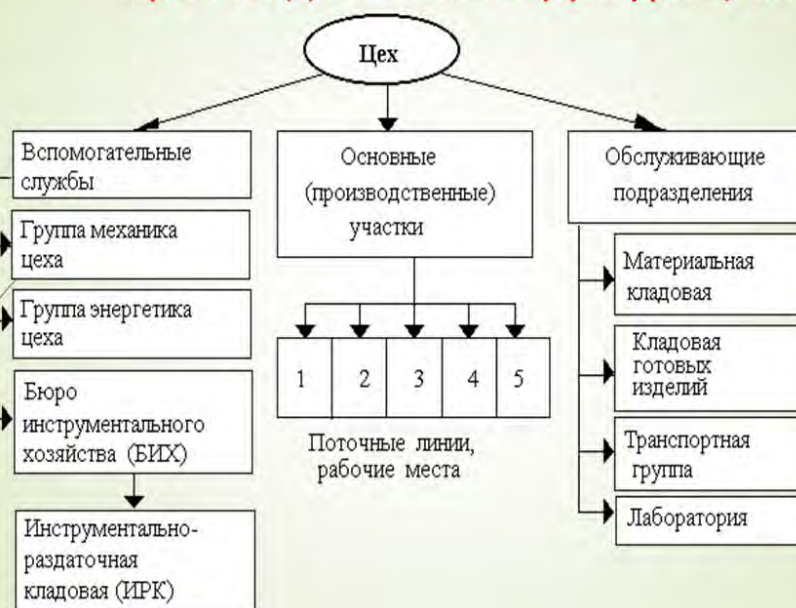 Цех
Вспомогательные
службы
Группа механика
цеха
Группа энергетика
цеха
Бюро
инструментального
хозяйства (БИХ)
Инструментально-
раздаточная
кладовая (ИРК)
Основные
(производственные)
участки
1 2 3 4 5
Поточные линии,
рабочие места
Обслуживающие
подразделения
Материальная
кладовая
Кладовая
готовых
изделий
Транспортная
группа
Лаборатория